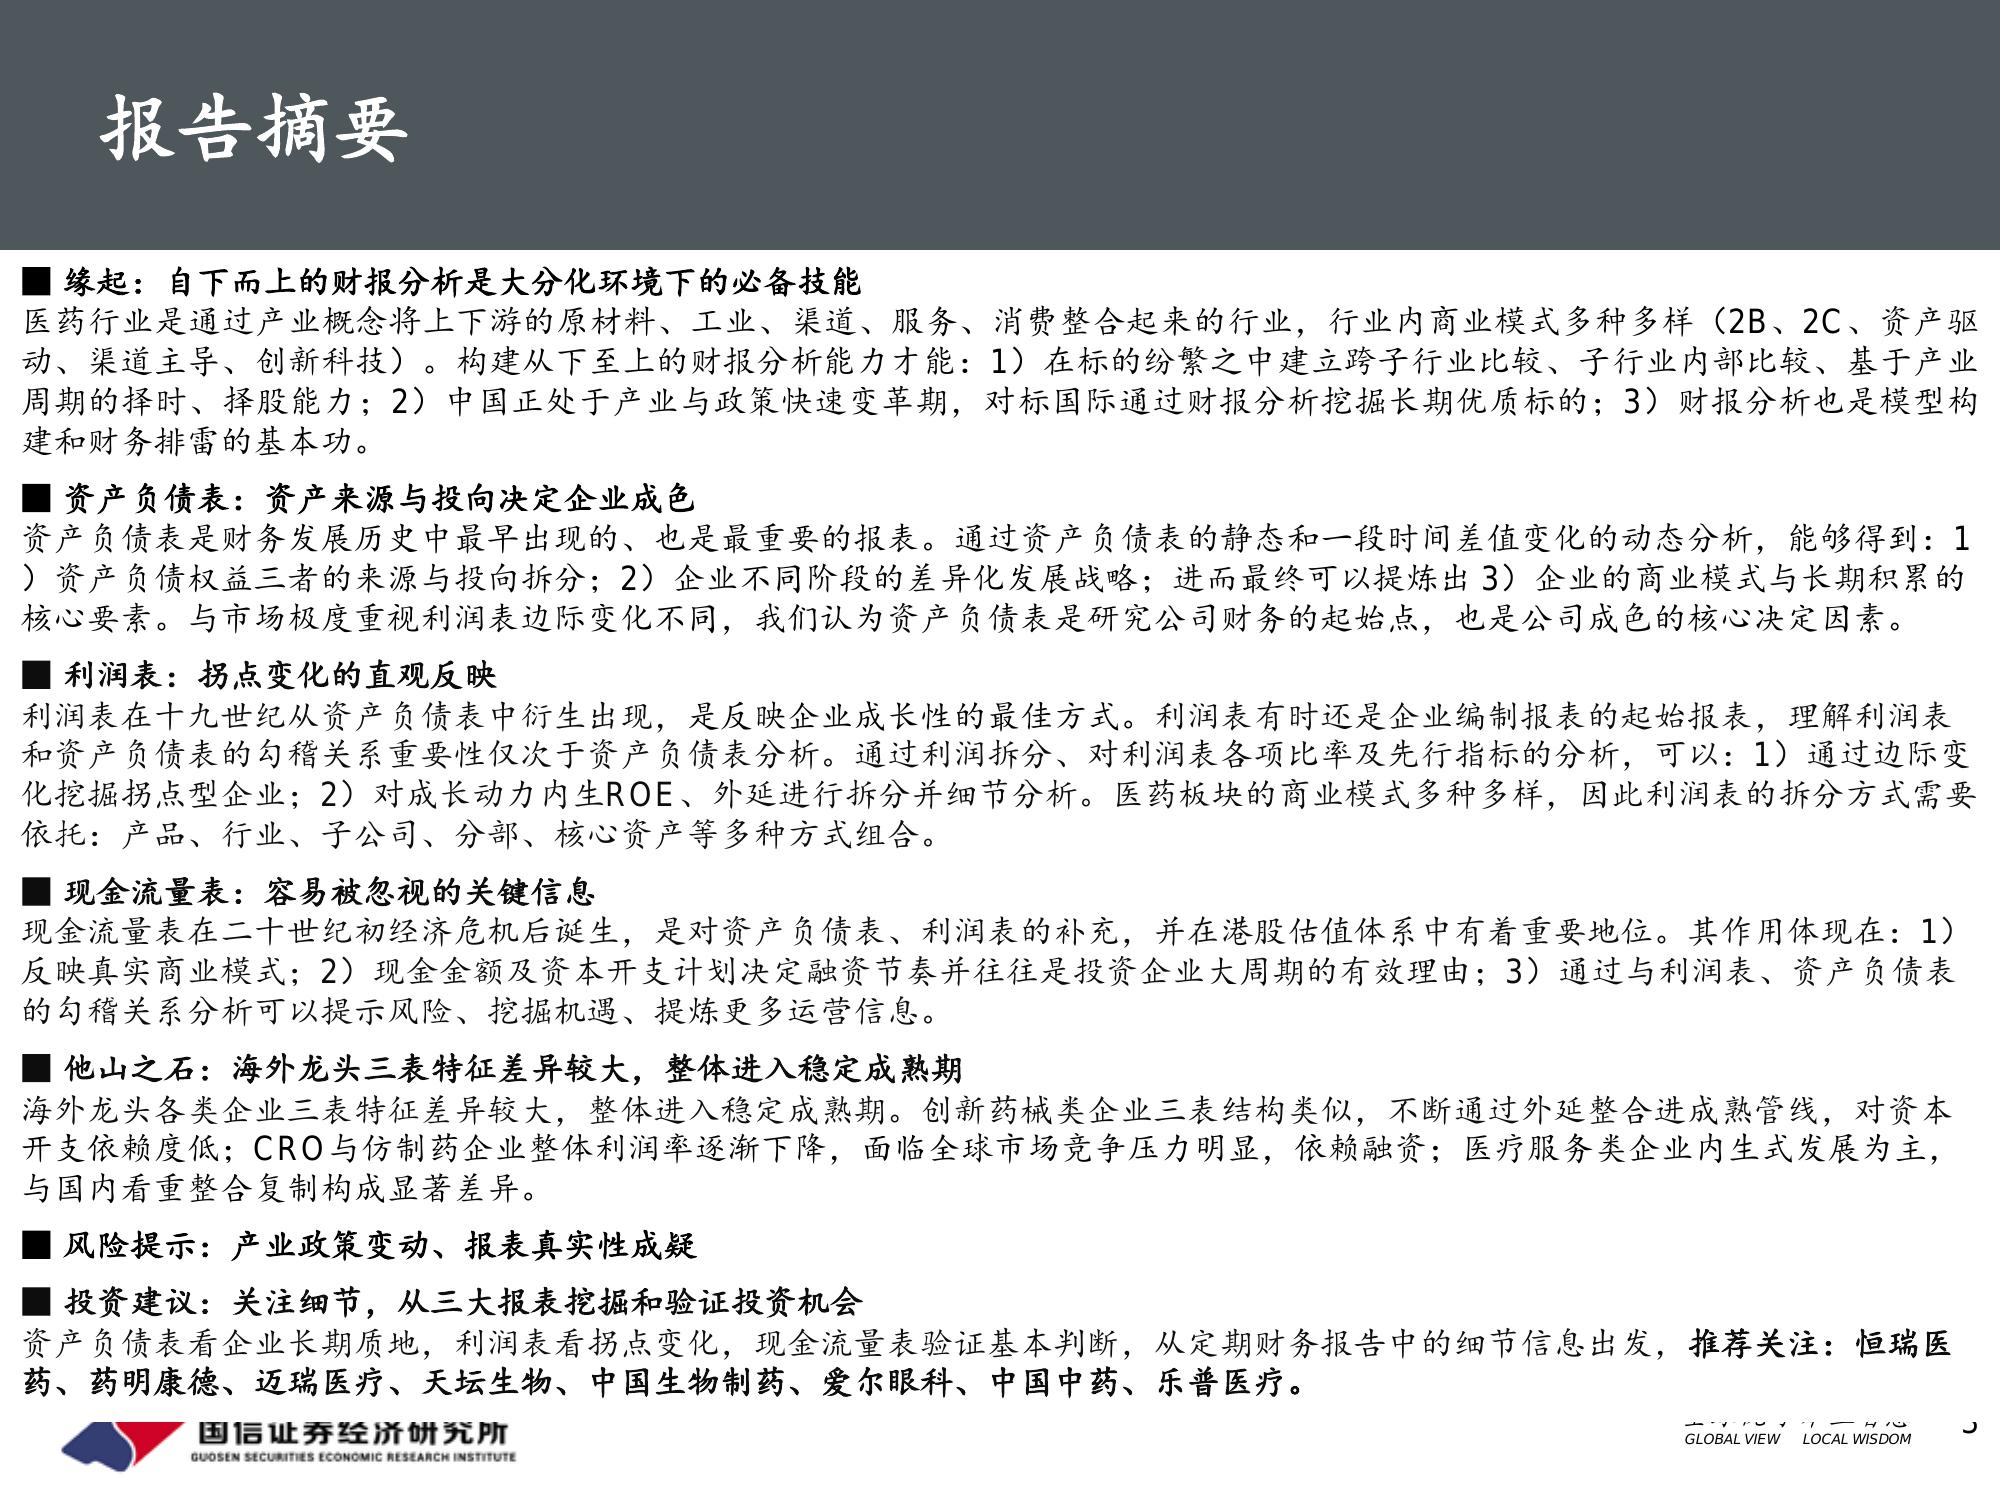 报告摘要
■ 缘起：自下而上的财报分析是大分化环境下的必备技能
医药行业是通过产业概念将上下游的原材料、工业、渠道、服务、消费整合起来的行业，行业内商业模式多种多样（2B、2C、资产驱
动、渠道主导、创新科技）。构建从下至上的财报分析能力才能：1）在标的纷繁之中建立跨子行业比较、子行业内部比较、基于产业
周期的择时、择股能力；2）中国正处于产业与政策快速变革期，对标国际通过财报分析挖掘长期优质标的；3）财报分析也是模型构
建和财务排雷的基本功。
■ 资产负债表：资产来源与投向决定企业成色
资产负债表是财务发展历史中最早出现的、也是最重要的报表。通过资产负债表的静态和一段时间差值变化的动态分析，能够得到：1
）资产负债权益三者的来源与投向拆分；2）企业不同阶段的差异化发展战略；进而最终可以提炼出 3）企业的商业模式与长期积累的
核心要素。与市场极度重视利润表边际变化不同，我们认为资产负债表是研究公司财务的起始点，也是公司成色的核心决定因素。
■ 利润表：拐点变化的直观反映
利润表在十九世纪从资产负债表中衍生出现，是反映企业成长性的最佳方式。利润表有时还是企业编制报表的起始报表，理解利润表
和资产负债表的勾稽关系重要性仅次于资产负债表分析。通过利润拆分、对利润表各项比率及先行指标的分析，可以：1）通过边际变
化挖掘拐点型企业；2）对成长动力内生ROE、外延进行拆分并细节分析。医药板块的商业模式多种多样，因此利润表的拆分方式需要
依托：产品、行业、子公司、分部、核心资产等多种方式组合。
■ 现金流量表：容易被忽视的关键信息
现金流量表在二十世纪初经济危机后诞生，是对资产负债表、利润表的补充，并在港股估值体系中有着重要地位。其作用体现在：1）
反映真实商业模式；2）现金金额及资本开支计划决定融资节奏并往往是投资企业大周期的有效理由；3）通过与利润表、资产负债表
的勾稽关系分析可以提示风险、挖掘机遇、提炼更多运营信息。
■ 他山之石：海外龙头三表特征差异较大，整体进入稳定成熟期
海外龙头各类企业三表特征差异较大，整体进入稳定成熟期。创新药械类企业三表结构类似，不断通过外延整合进成熟管线，对资本
开支依赖度低；CRO与仿制药企业整体利润率逐渐下降，面临全球市场竞争压力明显，依赖融资；医疗服务类企业内生式发展为主，
与国内看重整合复制构成显著差异。
■ 风险提示：产业政策变动、报表真实性成疑
■ 投资建议：关注细节，从三大报表挖掘和验证投资机会
资产负债表看企业长期质地，利润表看拐点变化，现金流量表验证基本判断，从定期财务报告中的细节信息出发，推荐关注：恒瑞医
药、药明康德、迈瑞医疗、天坛生物、中国生物制药、爱尔眼科、中国中药、乐普医疗。
国信证券经济研究所
GUOSEN SECURITIES ECONOMIC RESEARCH INSTITUTE
GLOBAL VIEW LOCAL WISDOM